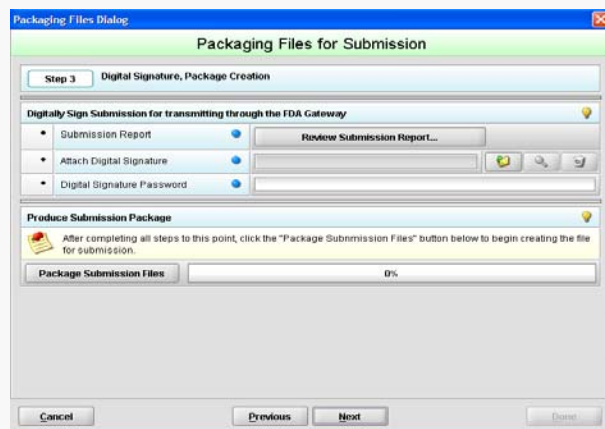 Packaging Files Dialog
Packaging Files for Submission
Step 3 Digital Signature, Package Creation
Digitally Sign Submission for transmitting through the FDA Gateway
• Submission Report Review Submission Report...
• Attach Digital Signature
• Digital Signature Password
Produce Submission Package
After completing all steps to this point, click the "Package Subnmission Files" button below to begin creating the file
for submission.
Package Submission Files 0%
Cancel Previous Next Done